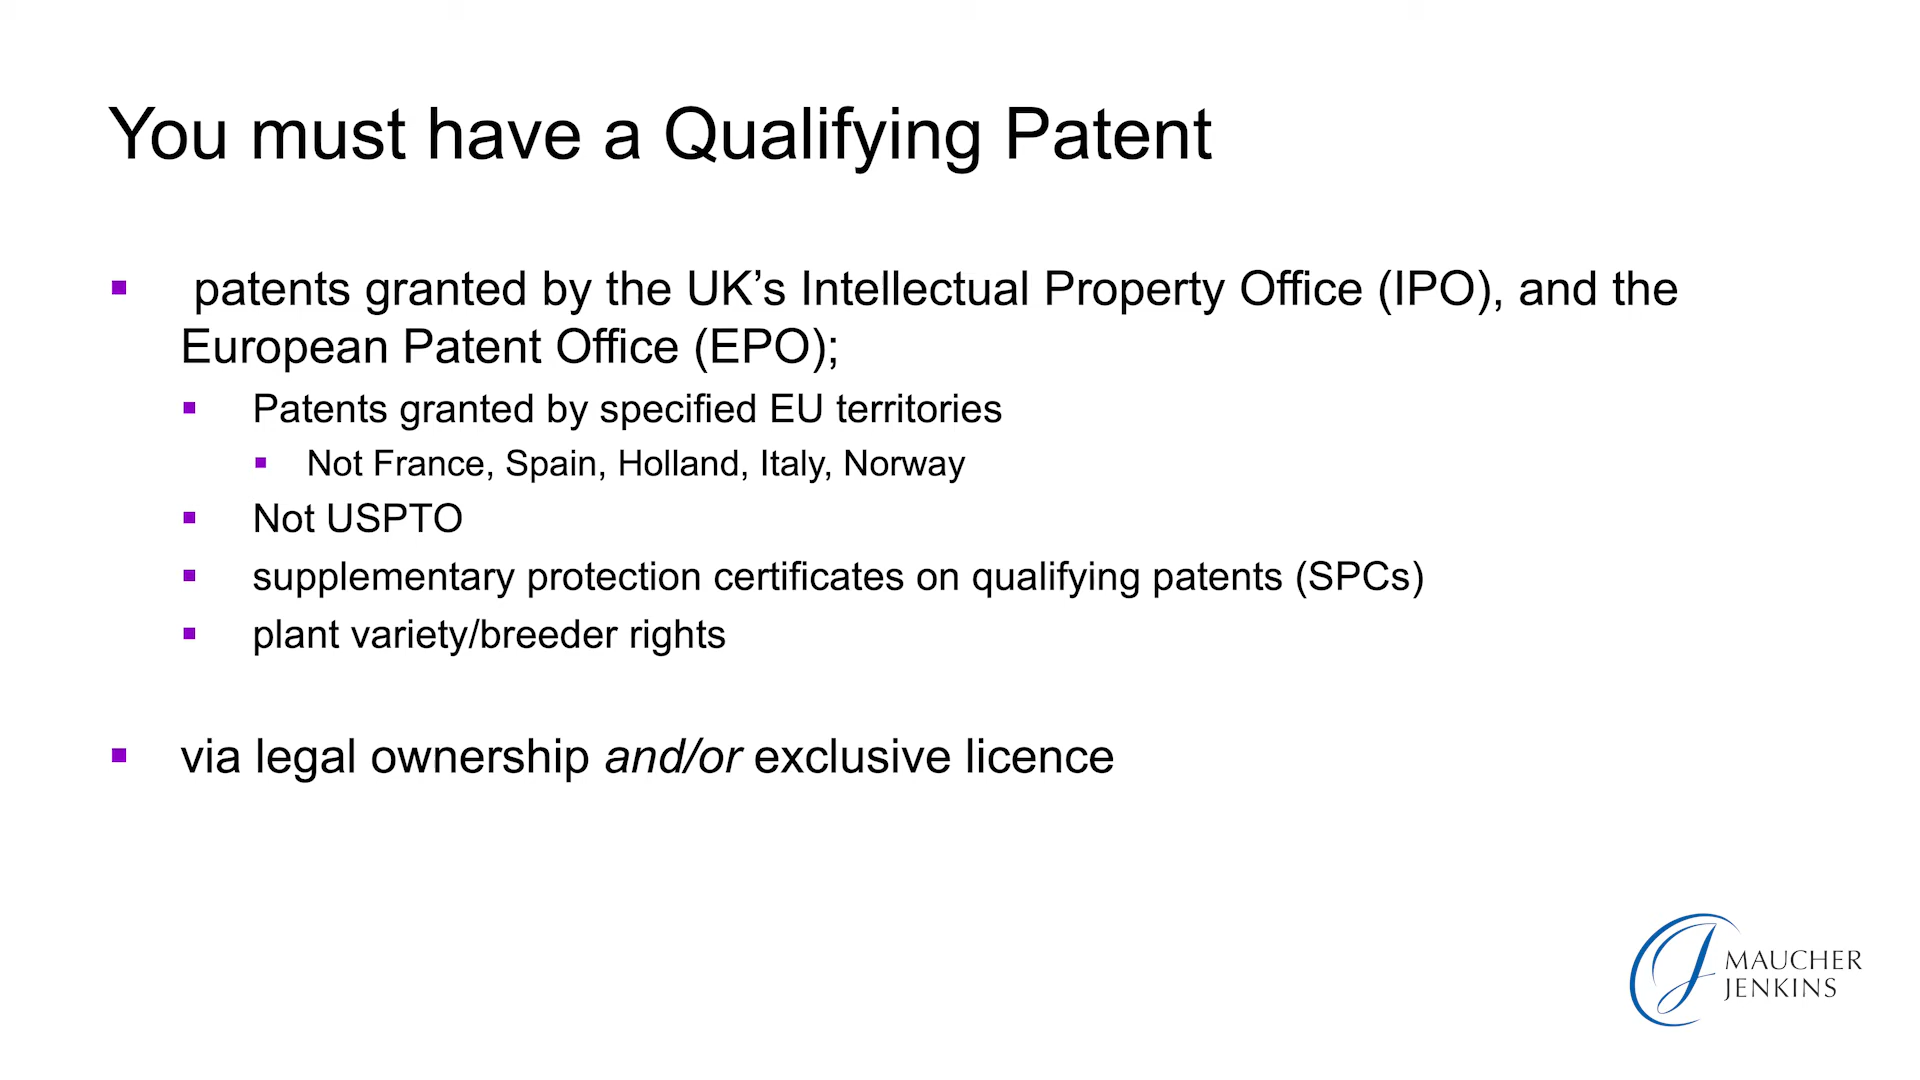 You must have a Qualifying Patent
patents granted by the UK’s Intellectual Property Office (IPO), and the
European Patent Office (EPO);
Patents granted by specified EU territories
Not France, Spain, Holland, Italy, Norway
Not USPTO
supplementary protection certificates on qualifying patents (SPCs)
plant variety/breeder rights
via legal ownership and/or exclusive licence
MAUCHER
JENKINS